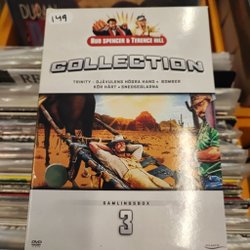 149
BUD SPENCER & TERENCE HILL
COLLECTION
TRINITY - DJÄVULENS HÖGRA HAND • BOMBER
KÖR HÅRT • SNEDSEGLARNA
SAMLINGSBOX
3
DVD